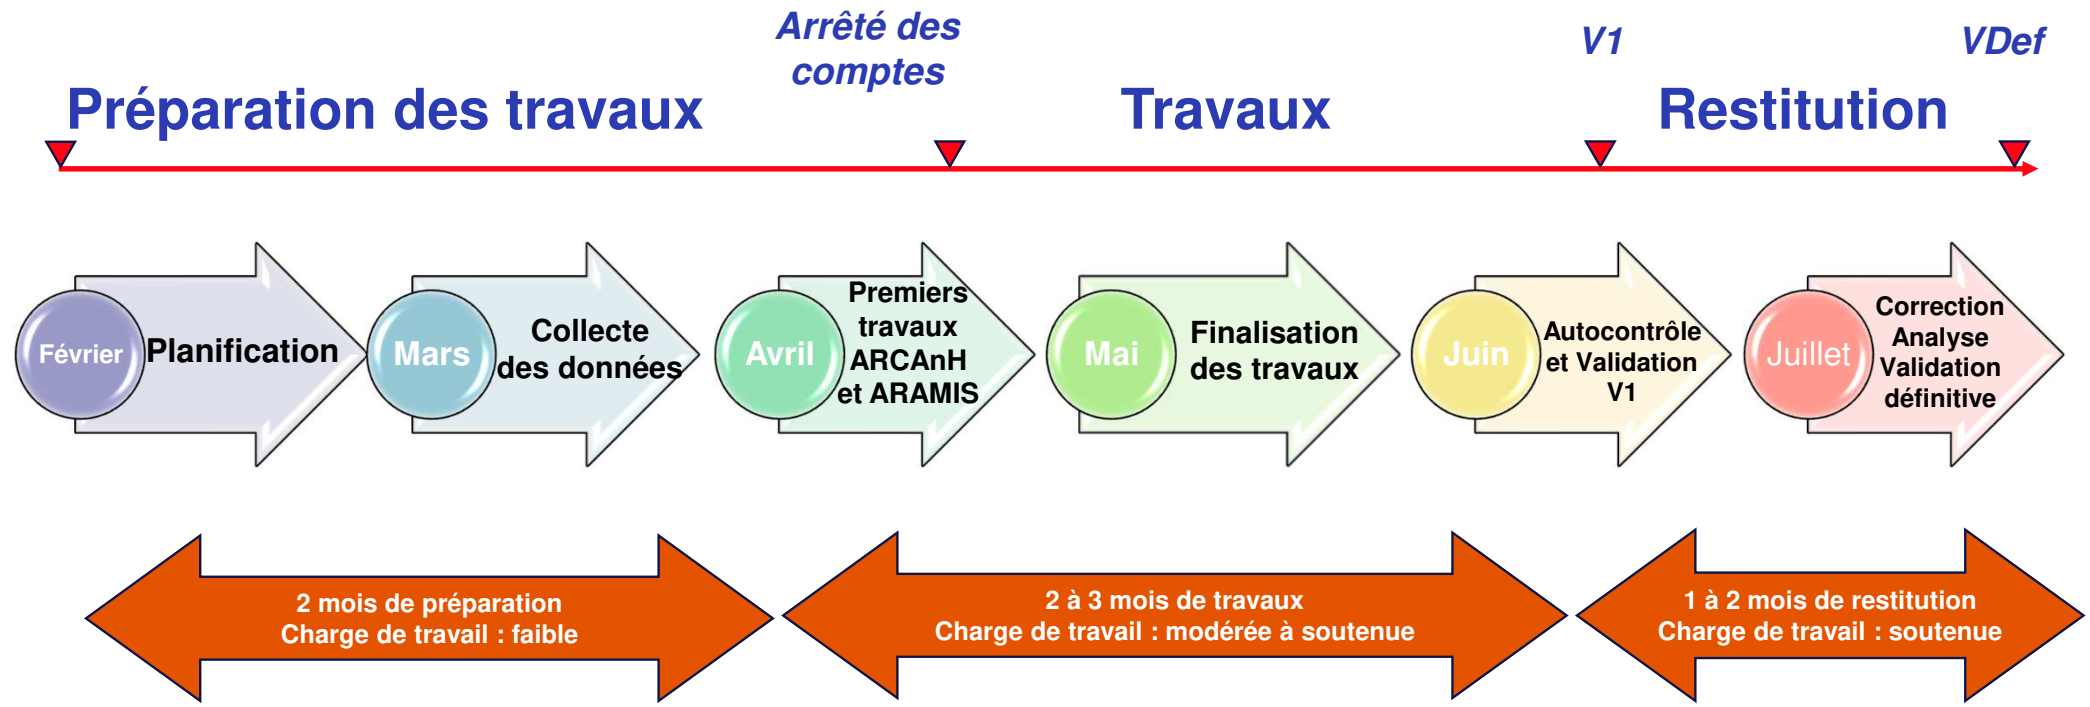 Arrêté des
comptes
V1
VDef
Préparation des travaux
Travaux
Restitution
Février
Planification
Mars
Collecte
des données
Avril
Premiers
travaux
ARCAnH
et ARAMIS
Mai
Finalisation
des travaux
Juin
Autocontrôle
et Validation
V1
Juillet
Correction
Analyse
Validation
définitive
2 mois de préparation
Charge de travail : faible
2 à 3 mois de travaux
Charge de travail : modérée à soutenue
1 à 2 mois de restitution
Charge de travail : soutenue